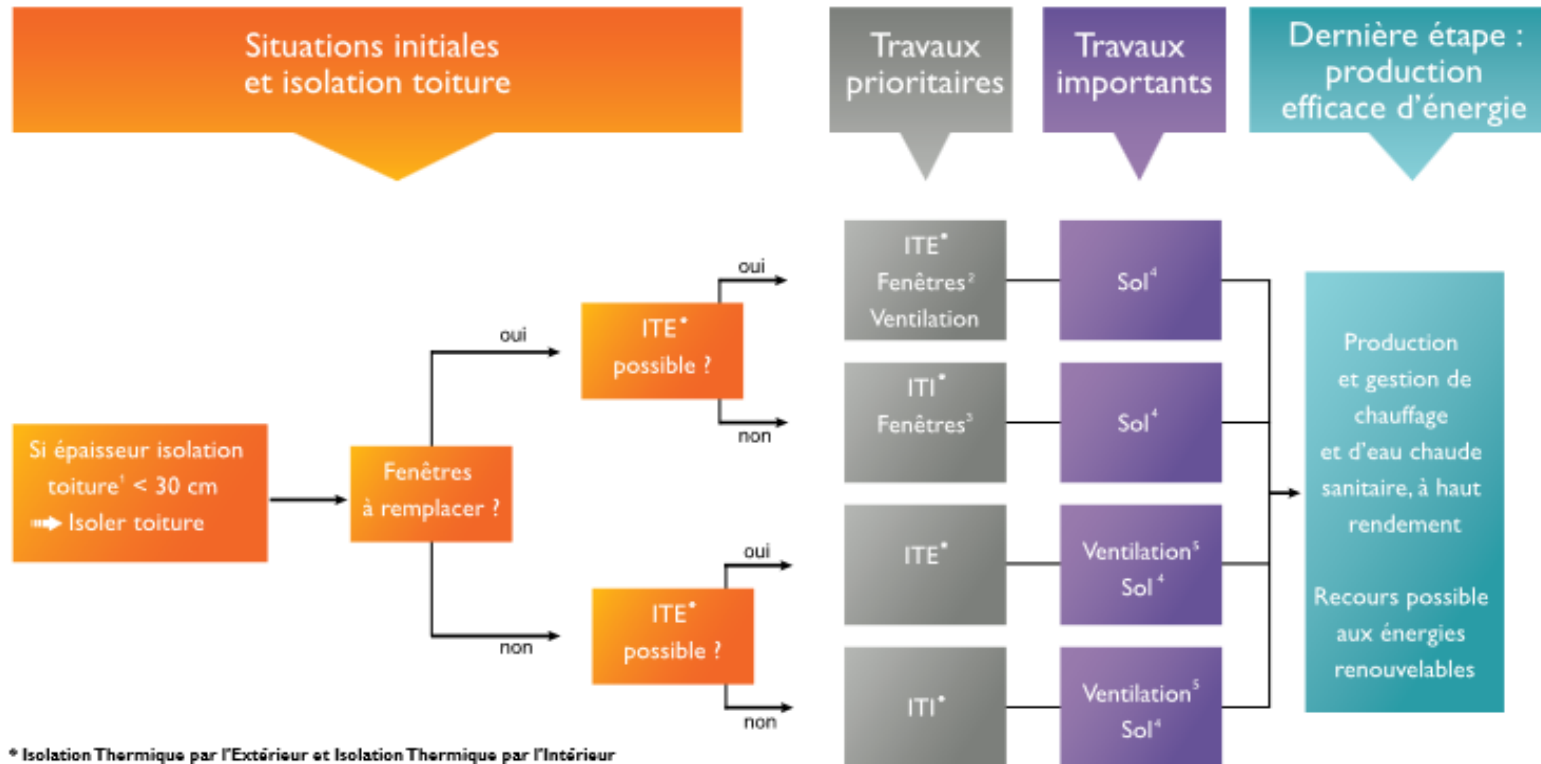 Situations initiales
et isolation toiture
Travaux
prioritaires
Travaux
importants
Dernière étape :
production
efficace d'énergie
Si épaisseur isolation
toiture¹ < 30 cm
➡ Isoler toiture
Fenêtres
à remplacer ?
oui
non
ITE*
possible ?
oui
non
ITE*
possible ?
oui
non
ITE*
Fenêtres²
Ventilation
Sol⁴
ITI*
Fenêtres³
Sol⁴
ITE*
Ventilation⁵
Sol⁴
ITI*
Ventilation⁵
Sol⁴
Production
et gestion de
chauffage
et d'eau chaude
sanitaire, à haut
rendement
Recours possible
aux énergies
renouvelables
* Isolation Thermique par l'Extérieur et Isolation Thermique par l'Intérieur